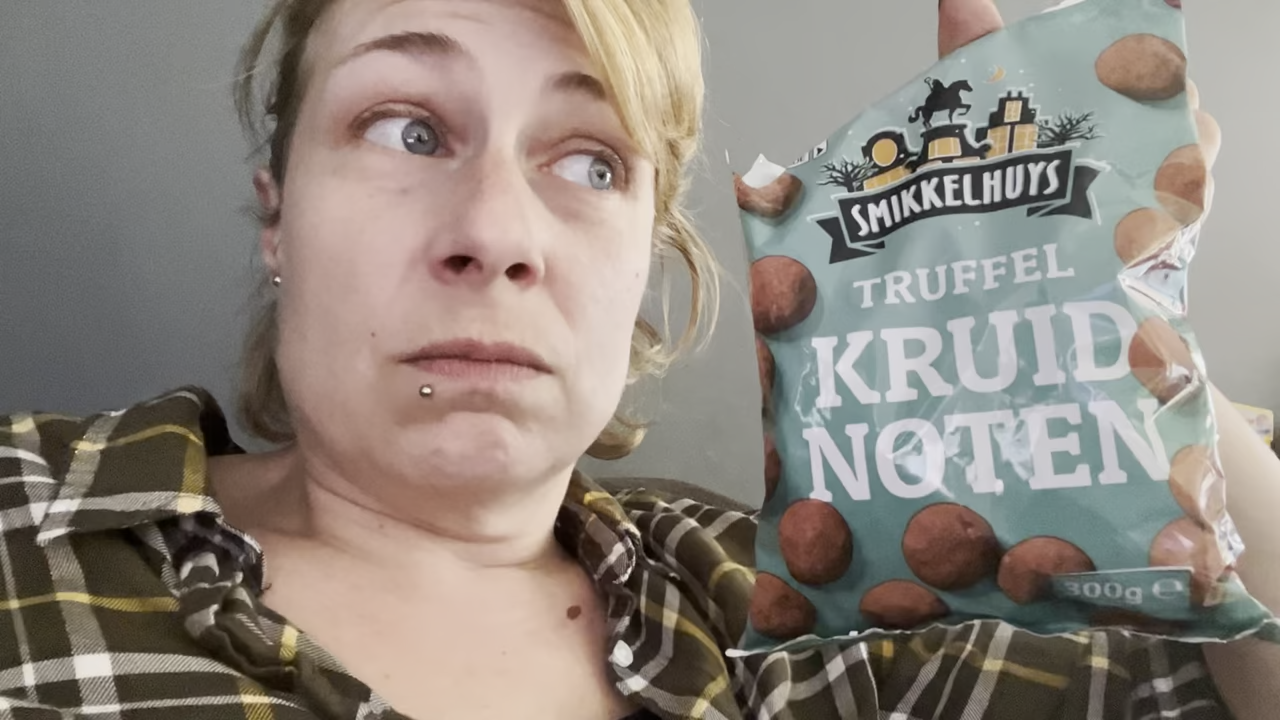 SMIKKELHUYS
TRUFFEL
KRUID
NOTEN
300g ℮